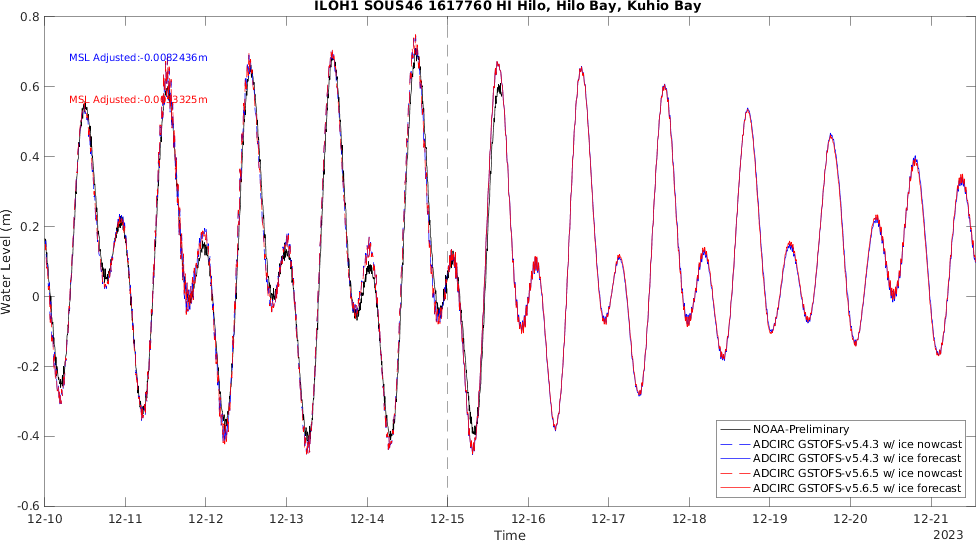 ILOH1 SOUS46 1617760 HI Hilo, Hilo Bay, Kuhio Bay
0.8
MSL Adjusted:-0.0082436m
0.6
MSL Adjusted:-0.0033325m
0.4
0.2
Water Level (m)
0
-0.2
-0.4
NOAA-Preliminary
ADCIRC GSTOFS-v5.4.3 w/ ice nowcast
ADCIRC GSTOFS-v5.4.3 w/ ice forecast
ADCIRC GSTOFS-v5.6.5 w/ ice nowcast
ADCIRC GSTOFS-v5.6.5 w/ ice forecast
-0.6
12-10 12-11 12-12 12-13 12-14 12-15 12-16 12-17 12-18 12-19 12-20 12-21
Time
2023